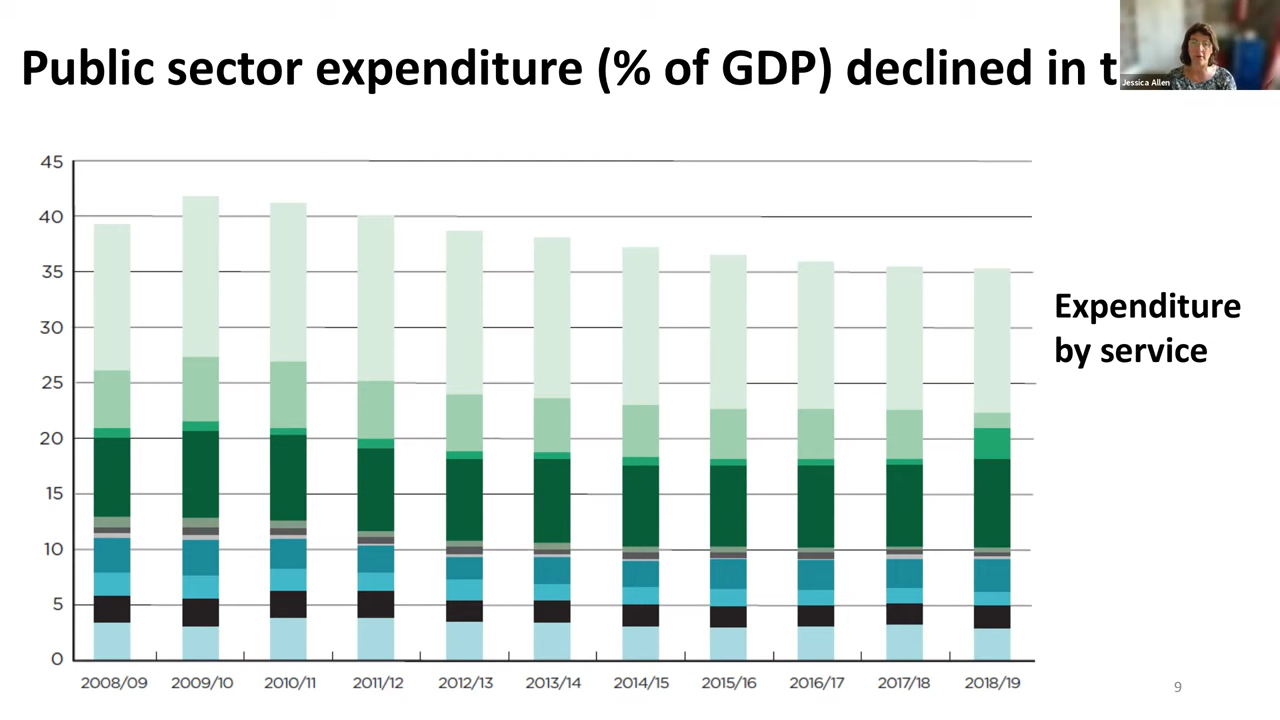 Public sector expenditure (% of GDP) declined in t
Jessica Allen
45
40
35
30
25
20
15
10
5
0
Expenditure
by service
2008/09 2009/10 2010/11 2011/12 2012/13 2013/14 2014/15 2015/16 2016/17 2017/18 2018/19
9